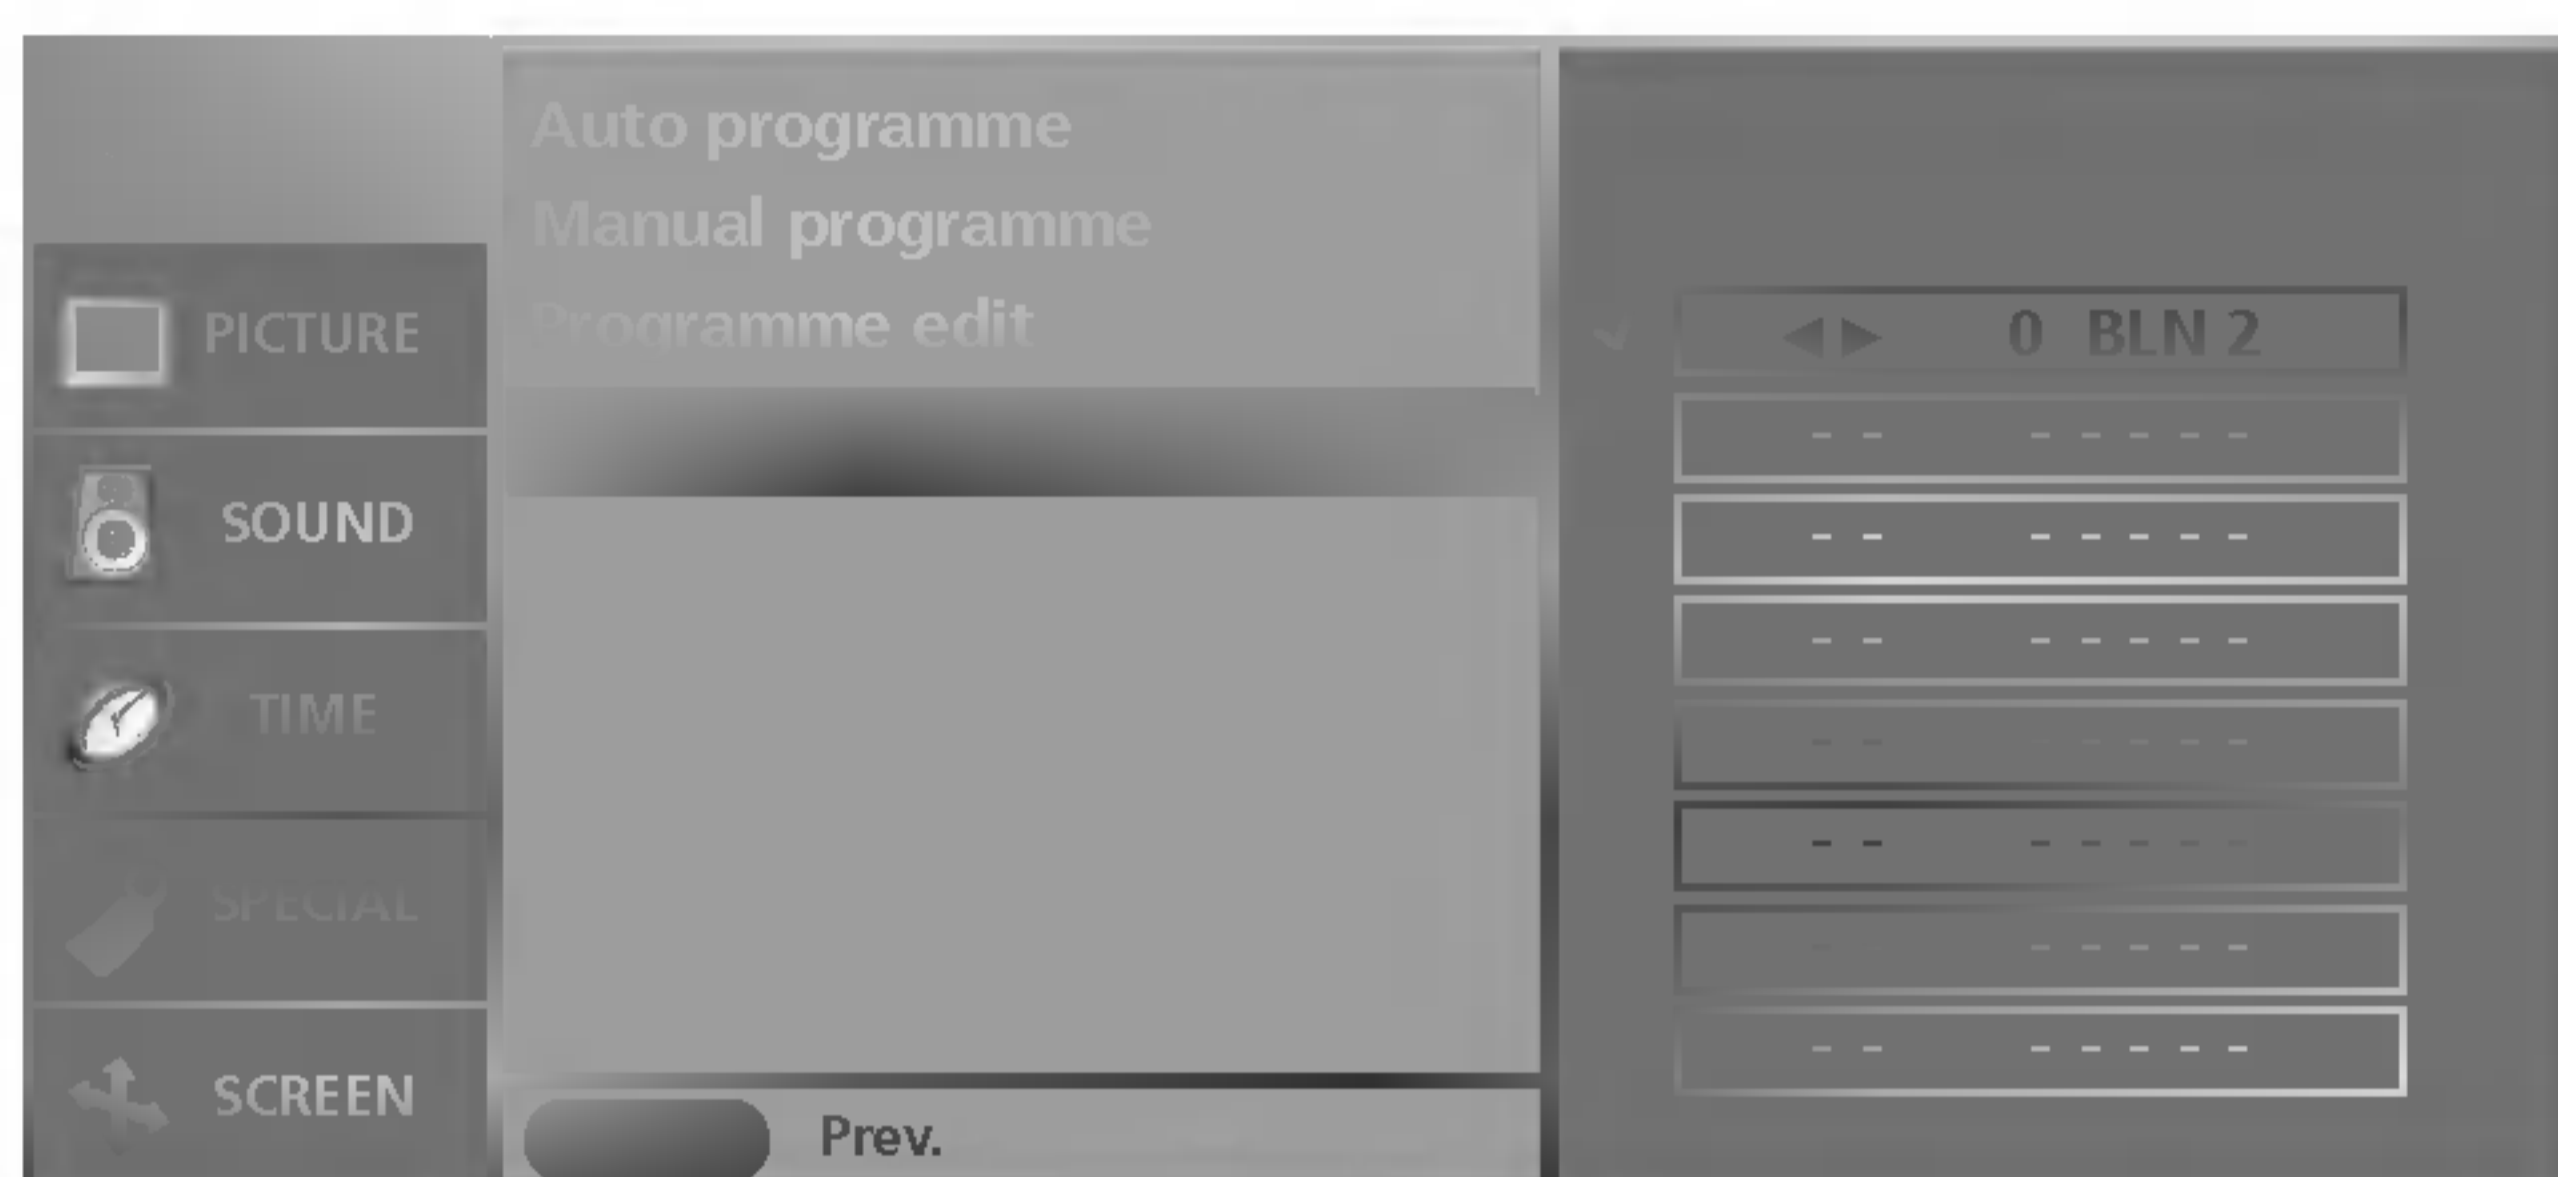 Auto programme
Manual programme
Programme edit
PICTURE
SOUND
TIME
SPECIAL
SCREEN
Prev.
◀▶ 0 BLN 2
-- -----
-- -----
-- -----
-- -----
-- -----
-----
-- -----